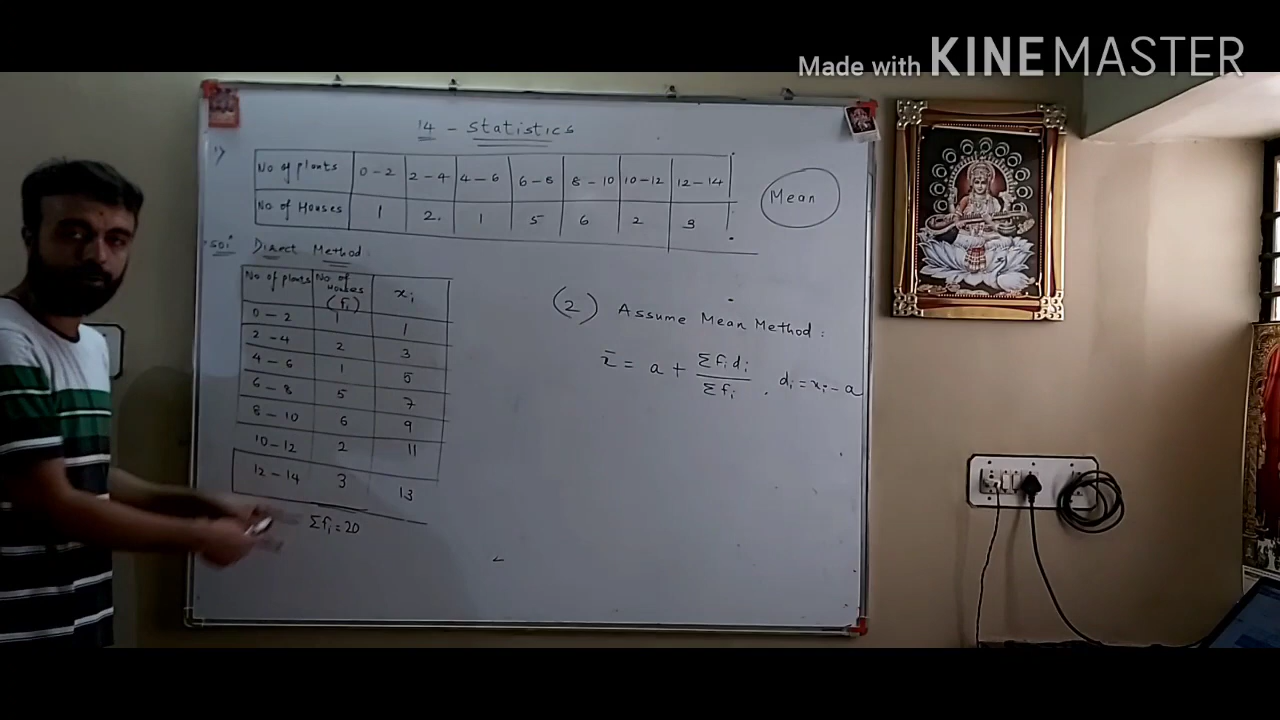 Made with KINEMASTER
14 - Statistics
1)
No of plants 0-2 2-4 4-6 6-8 8-10 10-12 12-14
No of Houses 1 2 1 5 6 2 3
Mean
Sol:
Direct Method:
No of plants No of Houses (fi) xi
0-2 1 1
2-4 2 3
4-6 1 5
6-8 5 7
8-10 6 9
10-12 2 11
12-14 3 13
Σfi = 20
(2) Assume Mean Method:
x̄ = a + Σfidi / Σfi , di = xi - a